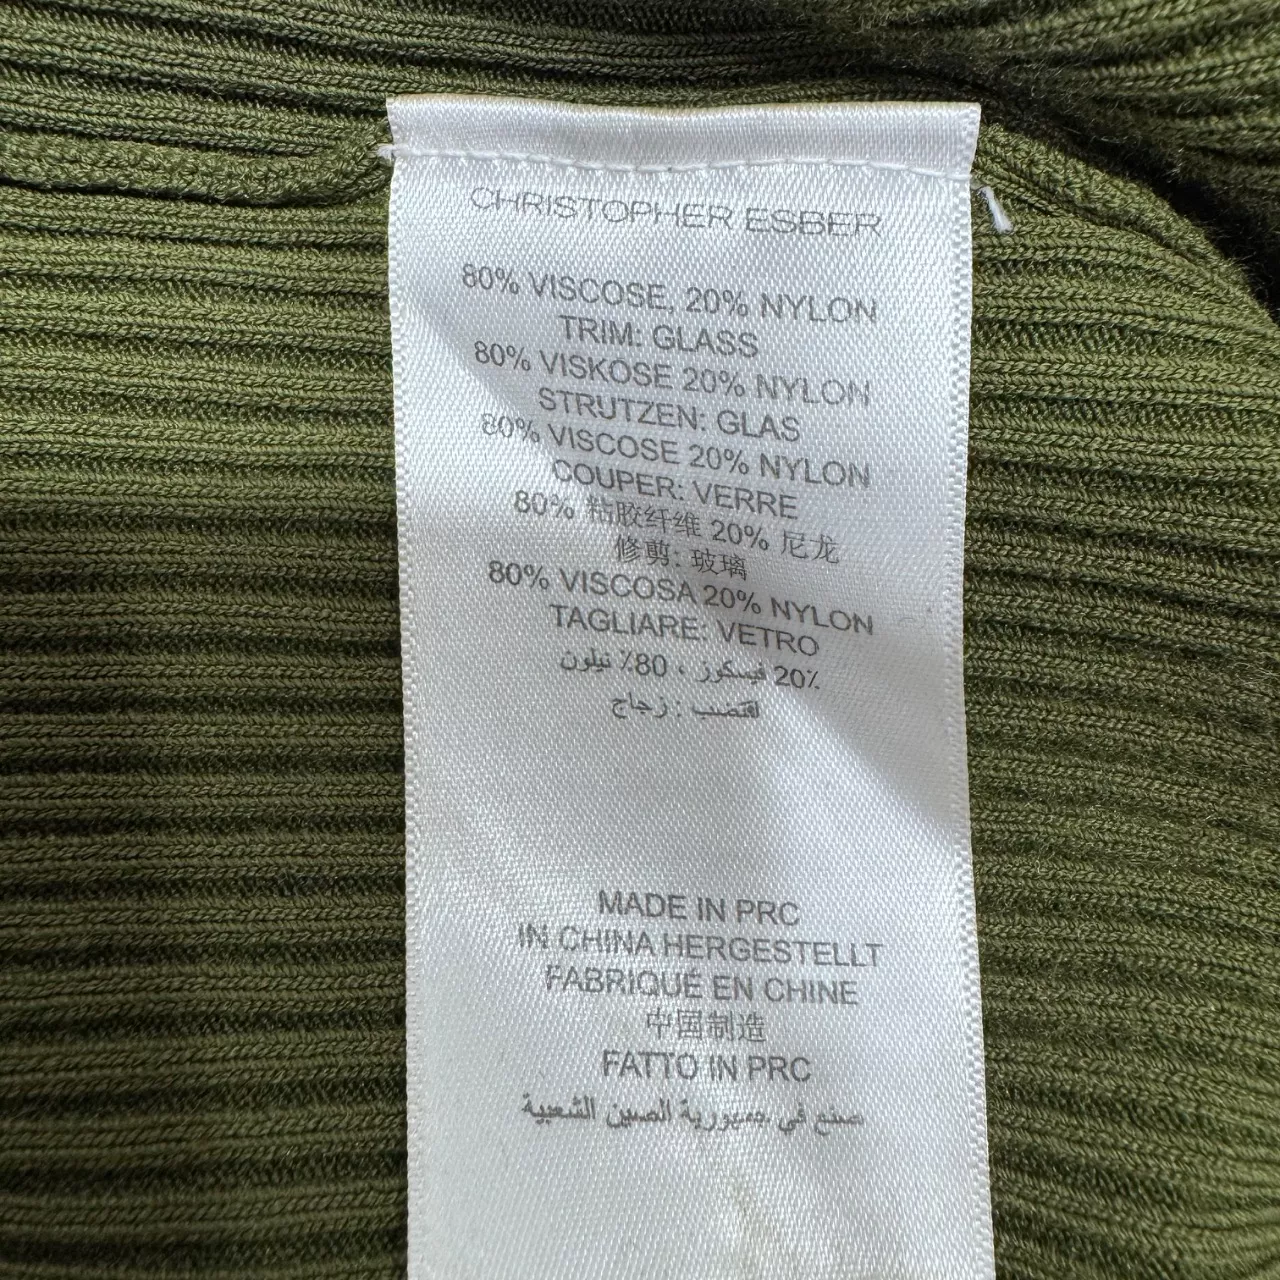 CHRISTOPHER ESBER
80% VISCOSE, 20% NYLON
TRIM: GLASS
80% VISKOSE 20% NYLON
STRUTZEN: GLAS
80% VISCOSE 20% NYLON
COUPER: VERRE
80% 粘胶纤维 20% 尼龙
修剪: 玻璃
80% VISCOSA 20% NYLON
TAGLIARE: VETRO
20٪ فيسكوز ، 80٪ نيلون
اقتضب : زجاج
MADE IN PRC
IN CHINA HERGESTELLT
FABRIQUÉ EN CHINE
中国制造
FATTO IN PRC
صنع في جمهورية الصين الشعبية